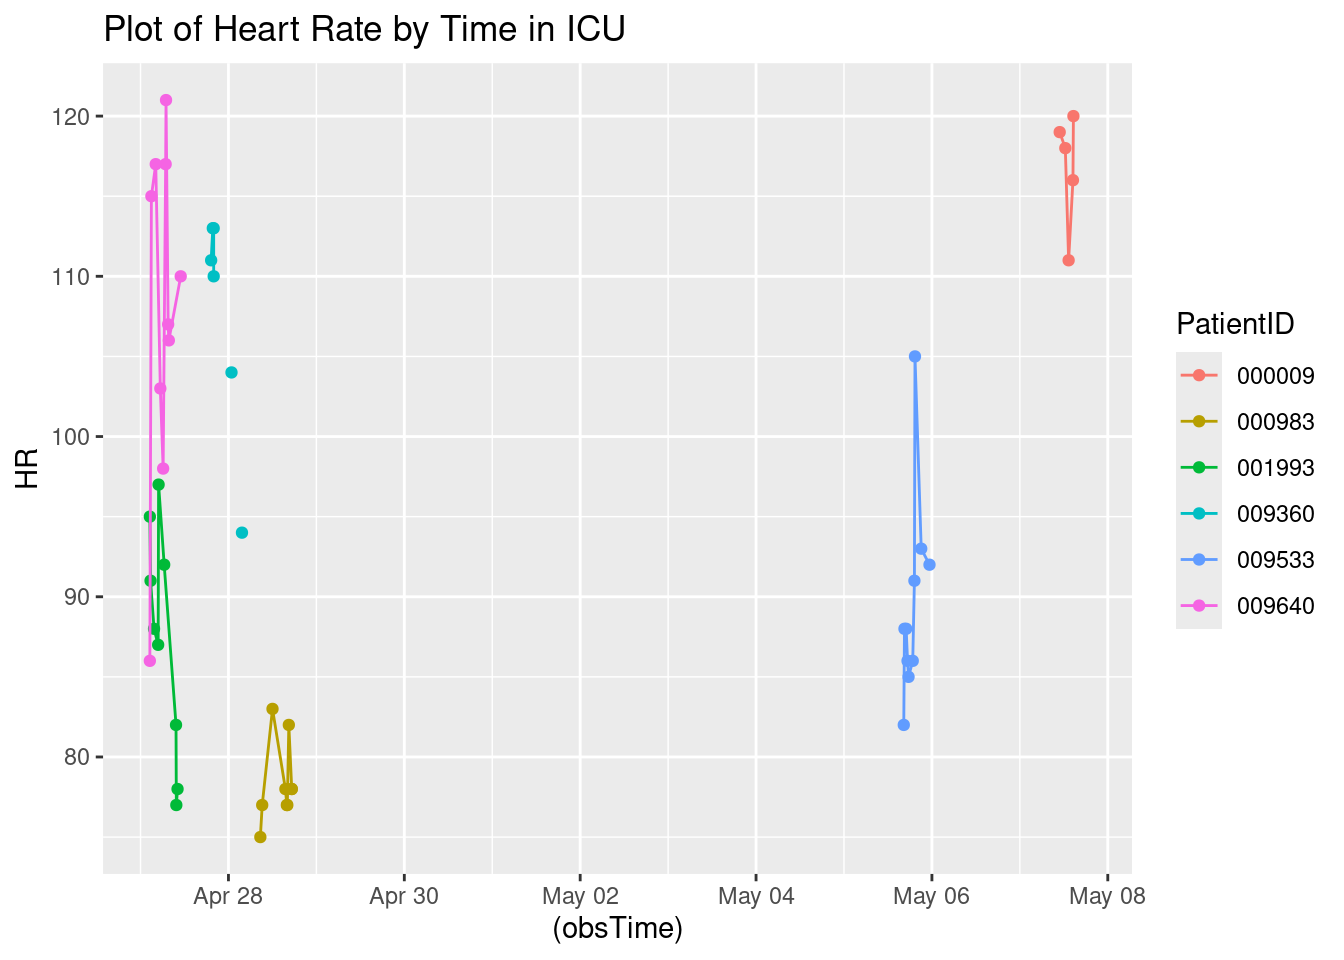 Plot of Heart Rate by Time in ICU
120
110
100
90
80
HR
Apr 28
Apr 30
May 02
May 04
May 06
May 08
(obsTime)
PatientID
000009
000983
001993
009360
009533
009640